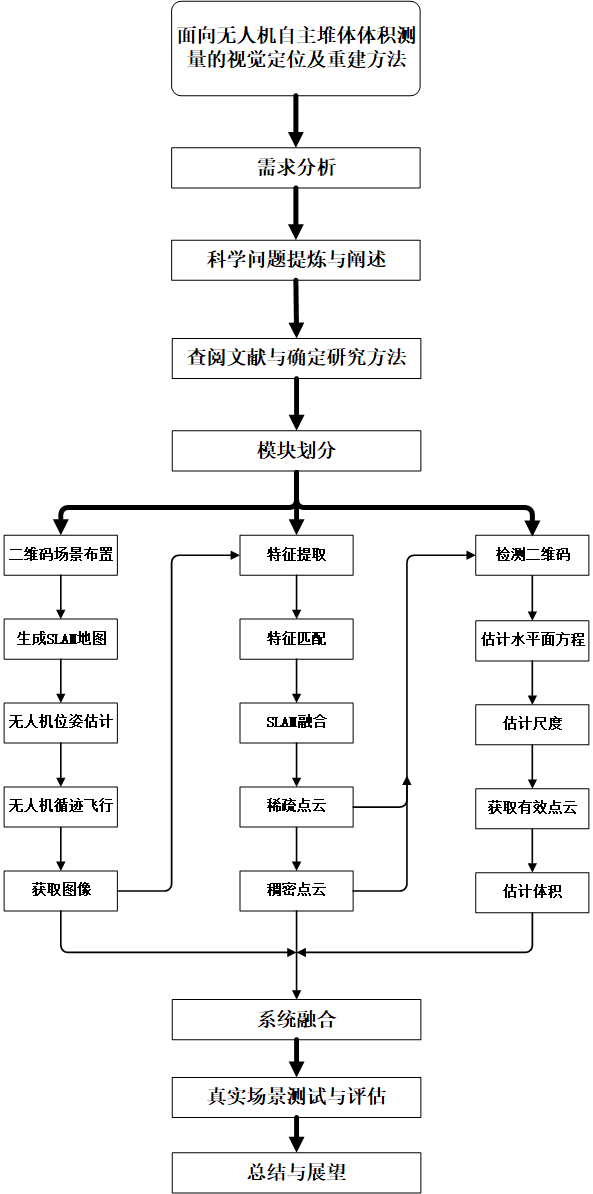 面向无人机自主堆体体积测
量的视觉定位及重建方法
需求分析
科学问题提炼与阐述
查阅文献与确定研究方法
模块划分
二维码场景布置
生成SLAM地图
无人机位姿估计
无人机循迹飞行
获取图像
特征提取
特征匹配
SLAM融合
稀疏点云
稠密点云
检测二维码
估计水平面方程
估计尺度
获取有效点云
估计体积
系统融合
真实场景测试与评估
总结与展望